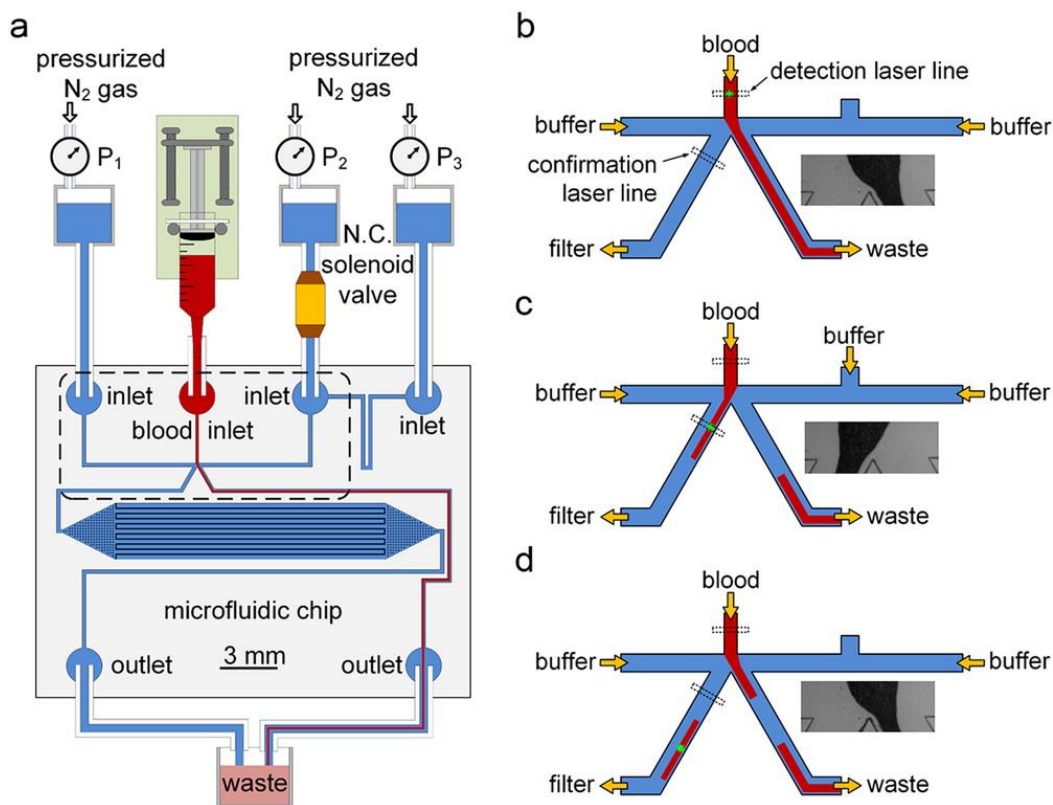 a
pressurized
N₂ gas
pressurized
N₂ gas
P₁
P₂
P₃
N.C.
solenoid
valve
inlet
inlet
blood inlet
inlet
microfluidic chip
3 mm
outlet
outlet
waste
b
blood
detection laser line
buffer
buffer
confirmation
laser line
filter
waste
c
blood
buffer
buffer
buffer
filter
waste
d
blood
buffer
buffer
filter
waste